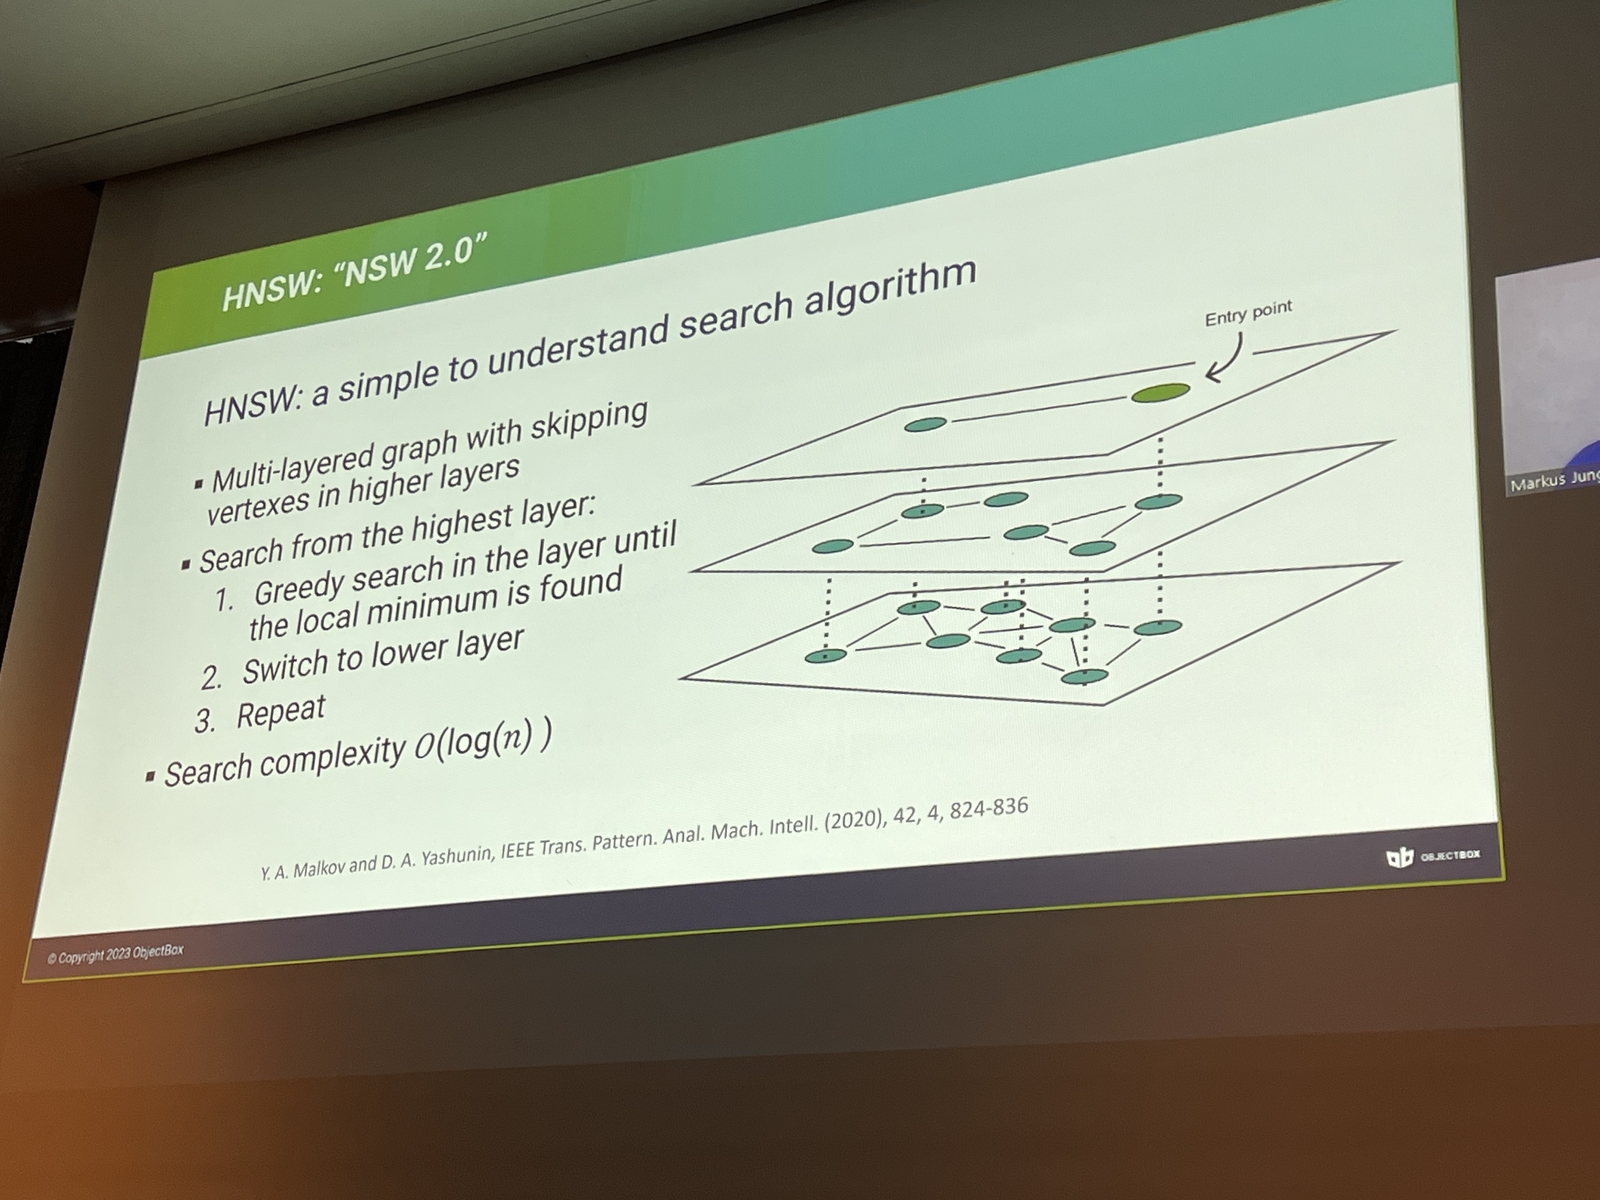 HNSW: “NSW 2.0”
HNSW: a simple to understand search algorithm
▪ Multi-layered graph with skipping
vertexes in higher layers
▪ Search from the highest layer:
1. Greedy search in the layer until
the local minimum is found
2. Switch to lower layer
3. Repeat
▪ Search complexity O(log(n) )
Entry point
Y. A. Malkov and D. A. Yashunin, IEEE Trans. Pattern. Anal. Mach. Intell. (2020), 42, 4, 824-836
© Copyright 2023 ObjectBox
OBJECTBOX
Markus Jung